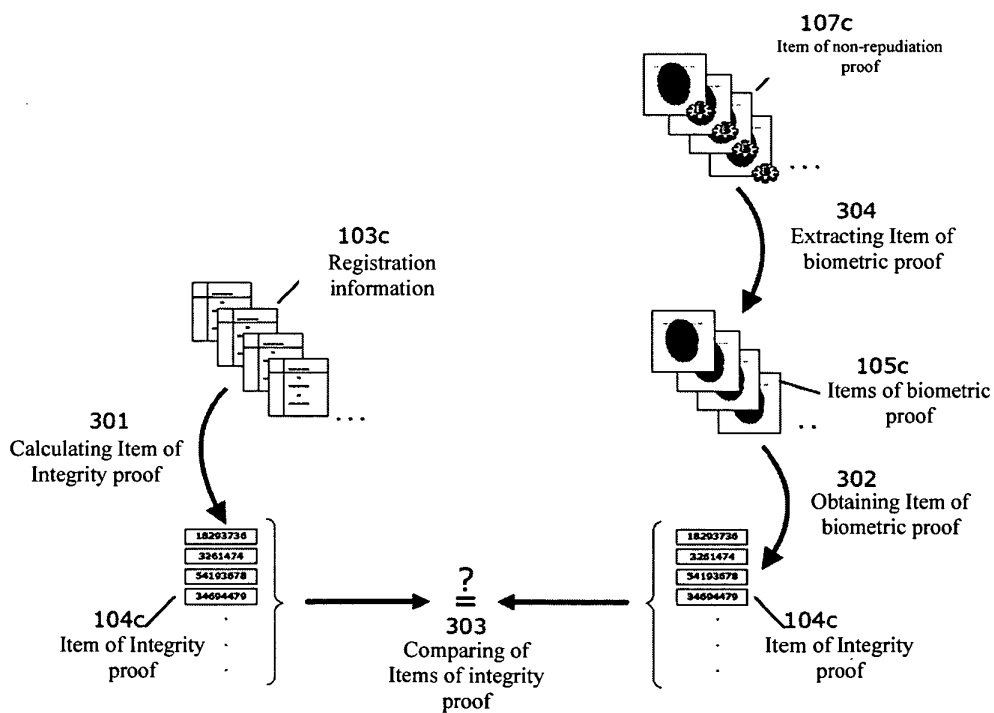 107c
Item of non-repudiation
proof
. . .
304
Extracting Item of
biometric proof
103c
Registration
information
. . .
105c
Items of biometric
proof
. .
301
Calculating Item of
Integrity proof
302
Obtaining Item of
biometric proof
18293736
3261474
54193678
34694479
18293736
3261474
54193678
34694479
?
=
303
Comparing of
Items of integrity
proof
104c
Item of Integrity
proof
104c
Item of Integrity
proof